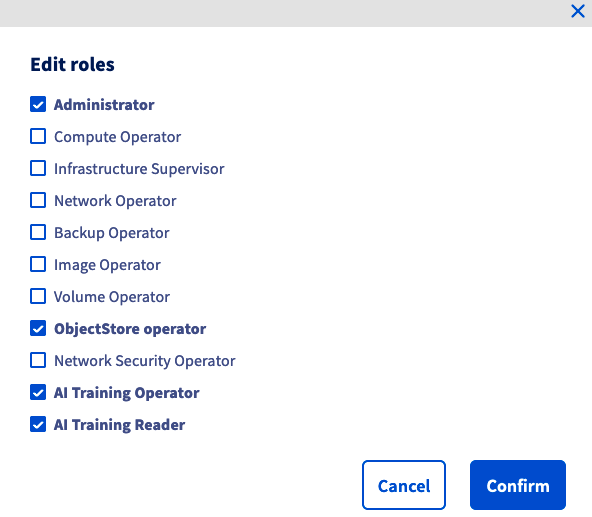 Edit roles
Administrator
Compute Operator
Infrastructure Supervisor
Network Operator
Backup Operator
Image Operator
Volume Operator
ObjectStore operator
Network Security Operator
AI Training Operator
AI Training Reader
Cancel Confirm